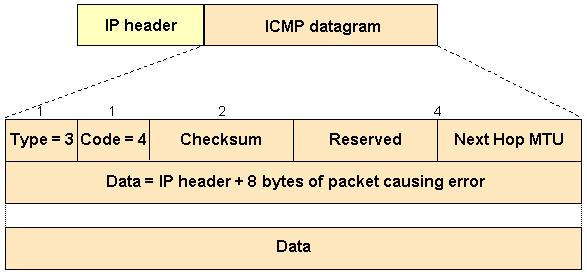 IP header ICMP datagram
1 1 2 4
Type = 3 Code = 4 Checksum Reserved Next Hop MTU
Data = IP header + 8 bytes of packet causing error
Data